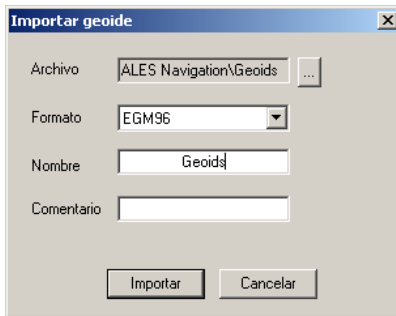 Importar geoide
Archivo ALES Navigation\Geoids ...
Formato EGM96
Nombre Geoids
Comentario
Importar Cancelar